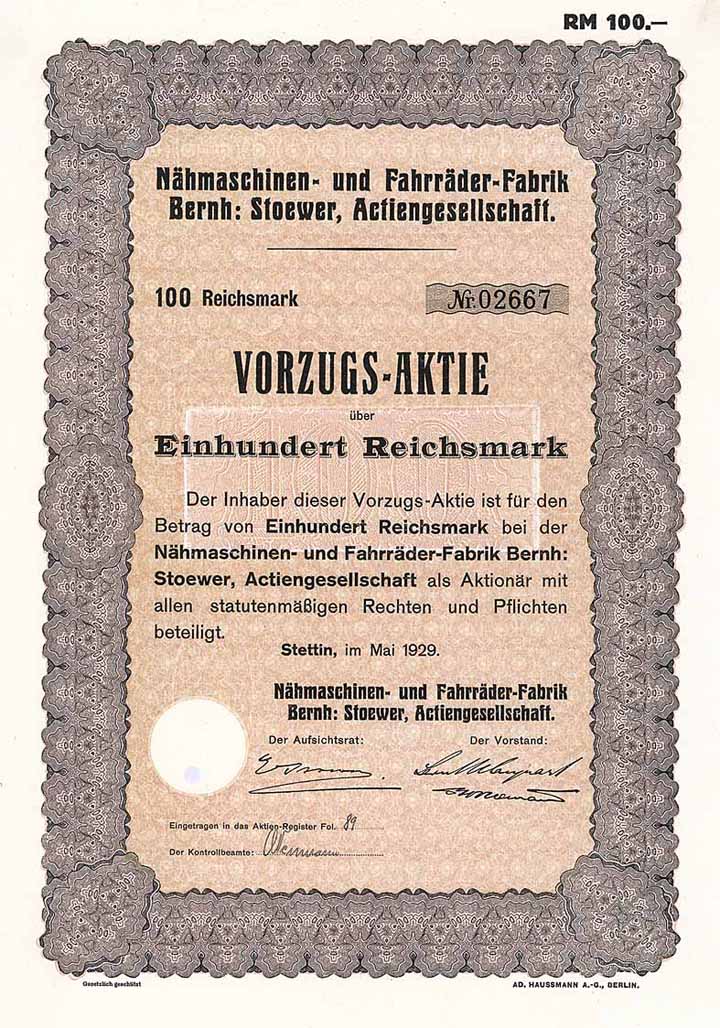 RM 100.—
Nähmaschinen- und Fahrräder-Fabrik
Bernh: Stoewer, Actiengesellschaft.
100 Reichsmark
Nr. 02667
VORZUGS-AKTIE
über
Einhundert Reichsmark
Der Inhaber dieser Vorzugs-Aktie ist für den
Betrag von Einhundert Reichsmark bei der
Nähmaschinen- und Fahrräder-Fabrik Bernh:
Stoewer, Actiengesellschaft als Aktionär mit
allen statutenmäßigen Rechten und Pflichten
beteiligt.
Stettin, im Mai 1929.
Nähmaschinen- und Fahrräder-Fabrik
Bernh: Stoewer, Actiengesellschaft.
Der Aufsichtsrat:
Der Vorstand:
Eingetragen in das Aktien-Register Fol. 89
Der Kontrollbeamte:
Gesetzlich geschützt
AD. HAUSSMANN A.-G., BERLIN.